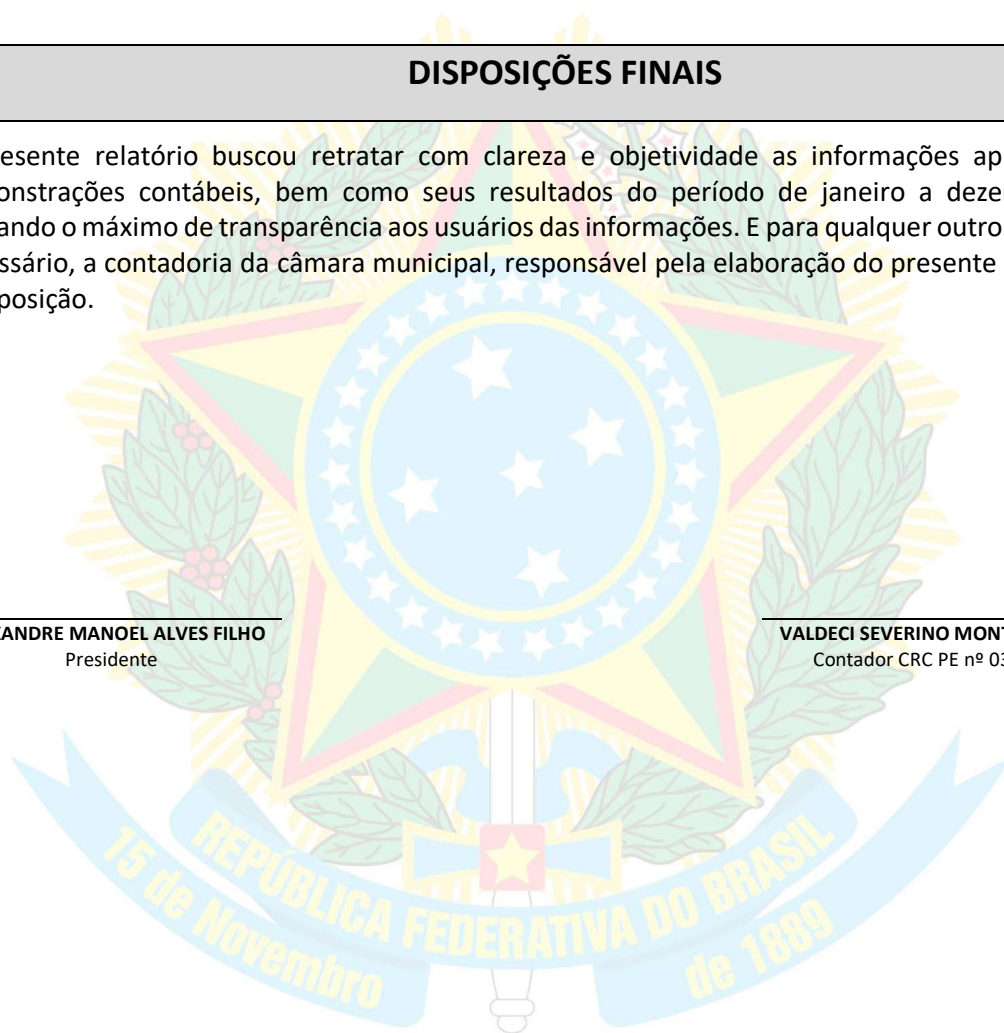 DISPOSIÇÕES FINAIS
esente relatório buscou retratar com clareza e objetividade as informações ap
onstrações contábeis, bem como seus resultados do período de janeiro a deze
ando o máximo de transparência aos usuários das informações. E para qualquer outro
ssário, a contadoria da câmara municipal, responsável pela elaboração do presente
posição.
ANDRE MANOEL ALVES FILHO
Presidente
VALDECI SEVERINO MONT
Contador CRC PE nº 03
REPÚBLICA FEDERATIVA DO BRASIL
15 de Novembro
de 1889